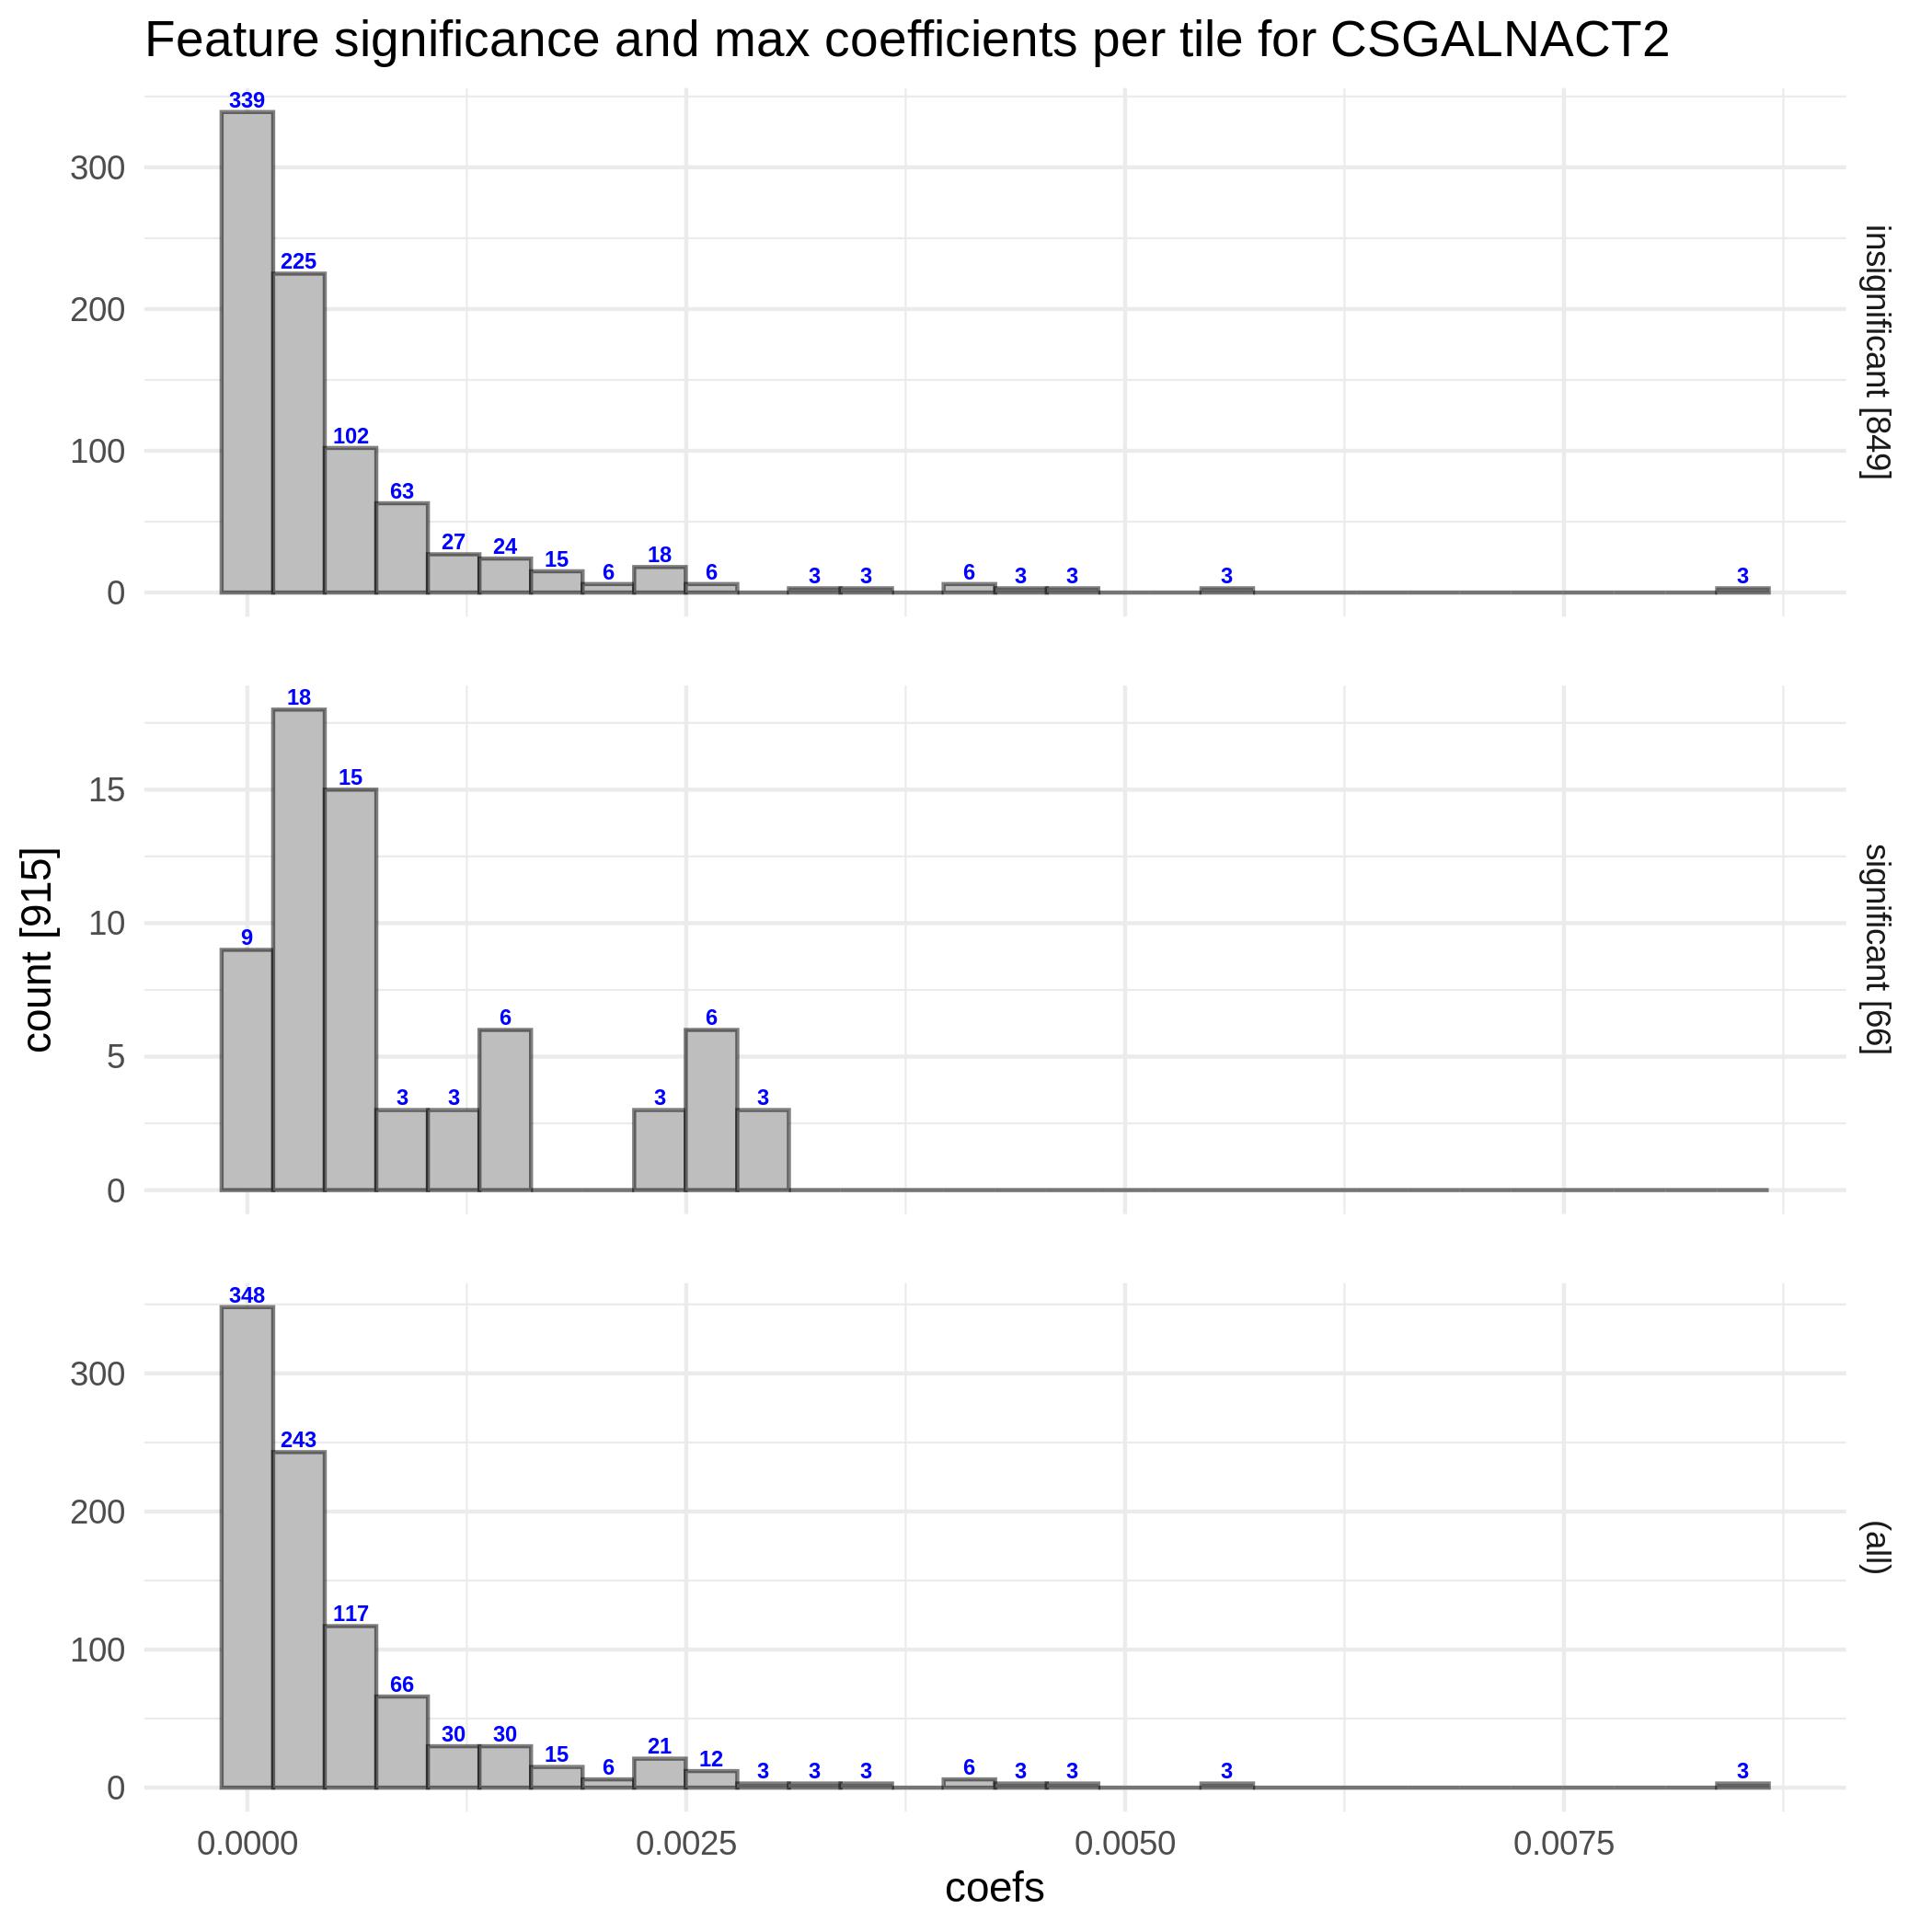 Feature significance and max coefficients per tile for CSGALNACT2
339
300
225
200
102
100
63
27 24 15 6 18 6 3 3 6 3 3 3 3
0
insignificant [849]
18
15
15
10
9
6 6
5
3 3 3 3
0
significant [66]
count [915]
348
300
243
200
117
100
66
30 30 15 6 21 12 3 3 3 6 3 3 3 3
0
(all)
0.0000 0.0025 0.0050 0.0075
coefs